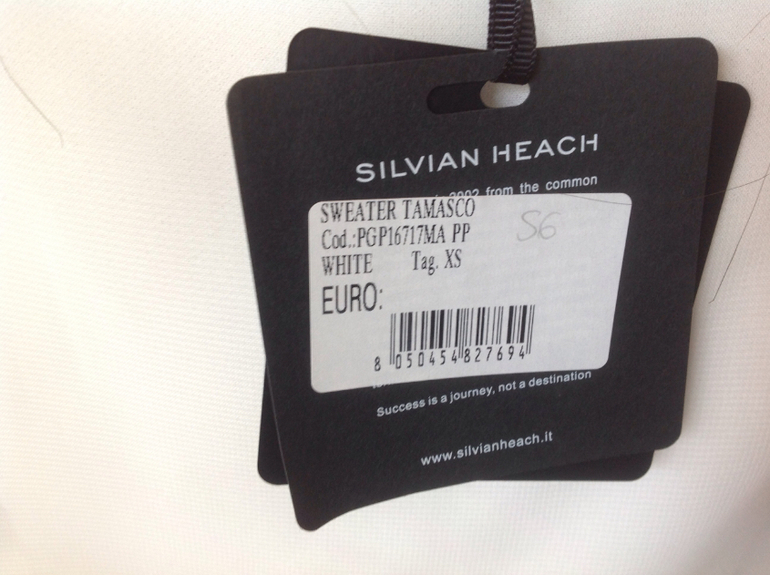 SILVIAN HEACH
2002 from the common
SWEATER TAMASCO
S6
Cod.:PGP16717MA PP
WHITE Tag. XS
EURO:
8 050454 827694
Success is a journey, not a destination
www.silvianheach.it